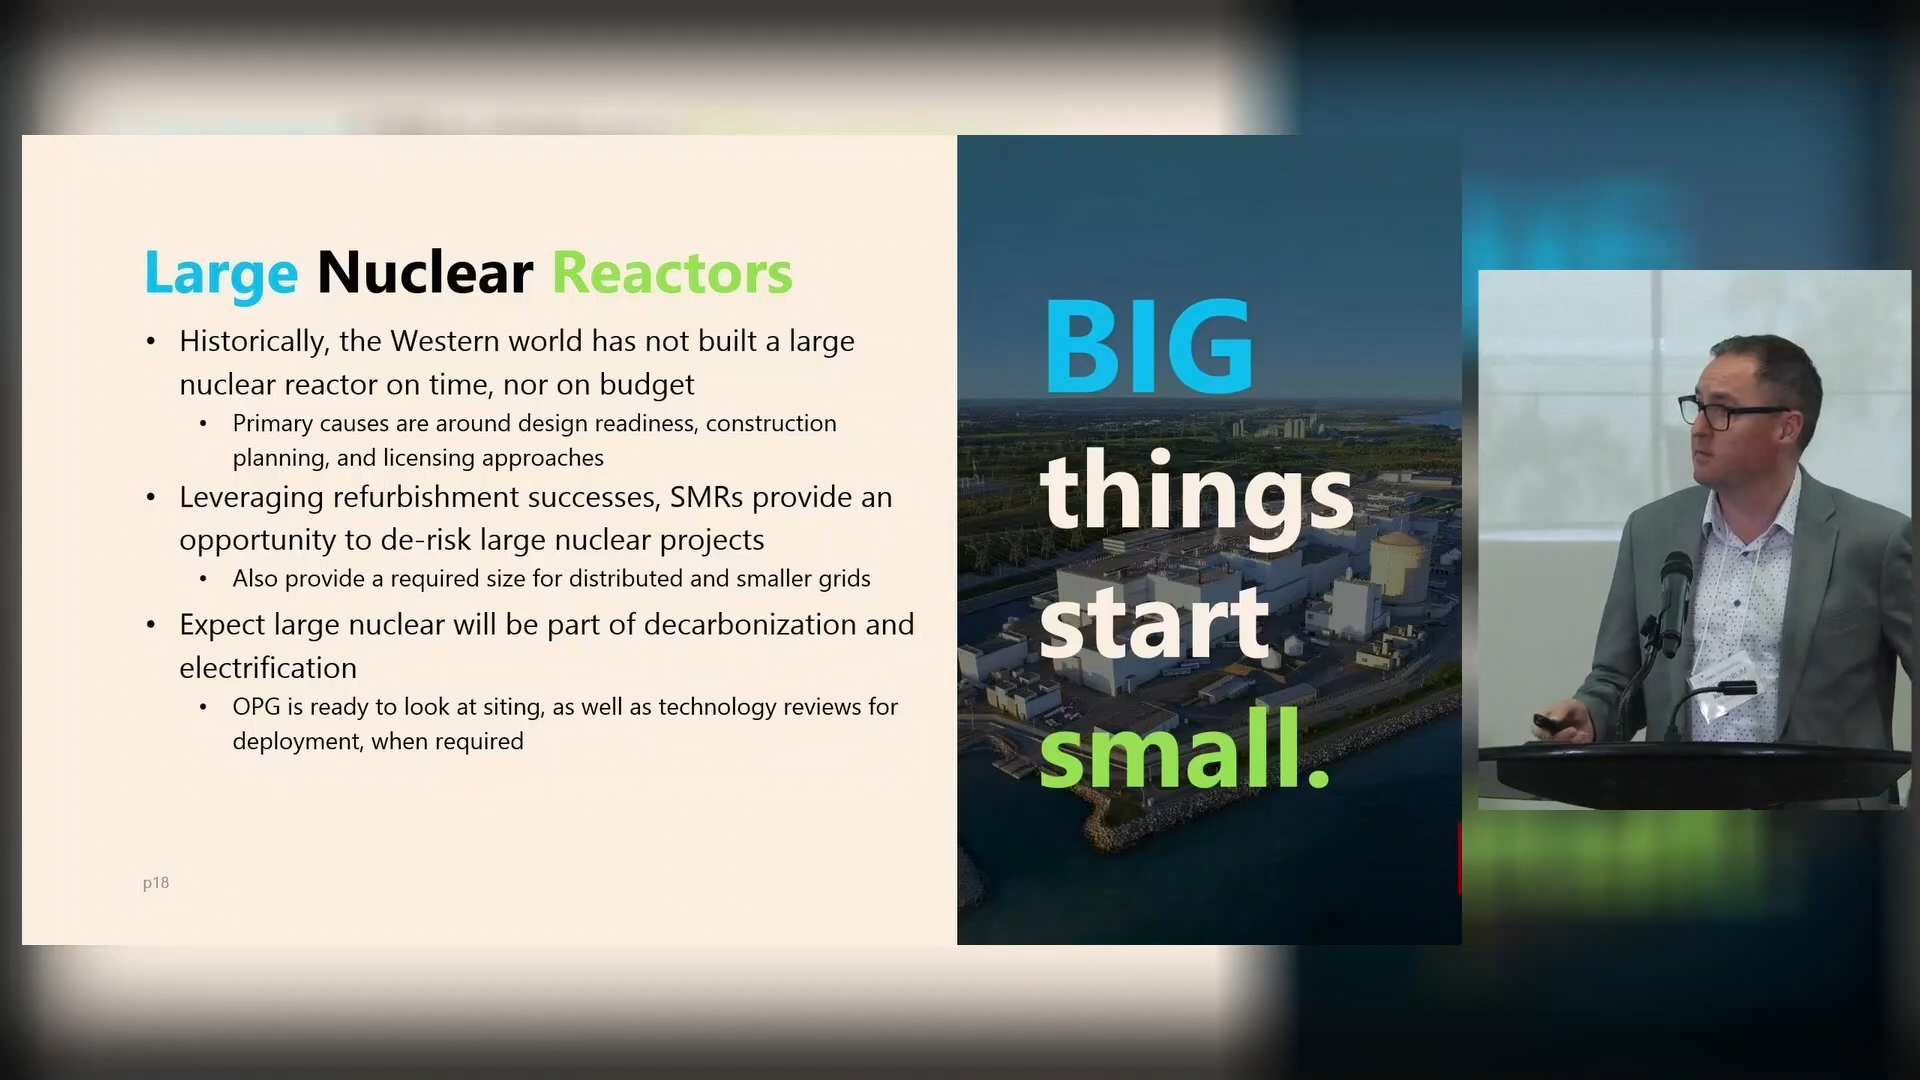 Large Nuclear Reactors
• Historically, the Western world has not built a large
nuclear reactor on time, nor on budget
• Primary causes are around design readiness, construction
planning, and licensing approaches
• Leveraging refurbishment successes, SMRs provide an
opportunity to de-risk large nuclear projects
• Also provide a required size for distributed and smaller grids
• Expect large nuclear will be part of decarbonization and
electrification
• OPG is ready to look at siting, as well as technology reviews for
deployment, when required
p18
BIG
things
start
small.